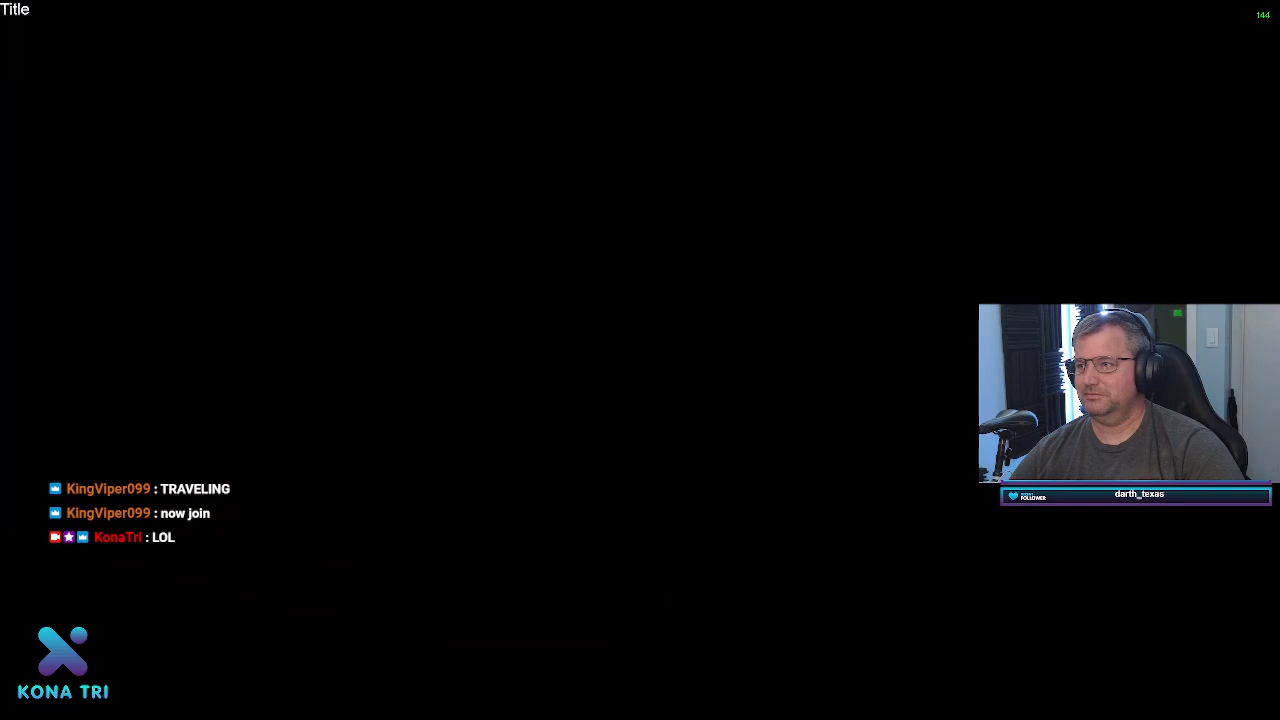 Title
144
KingViper099 : TRAVELING
KingViper099 : now join
KonaTri : LOL
FOLLOWER
darth_texas
KONA TRI